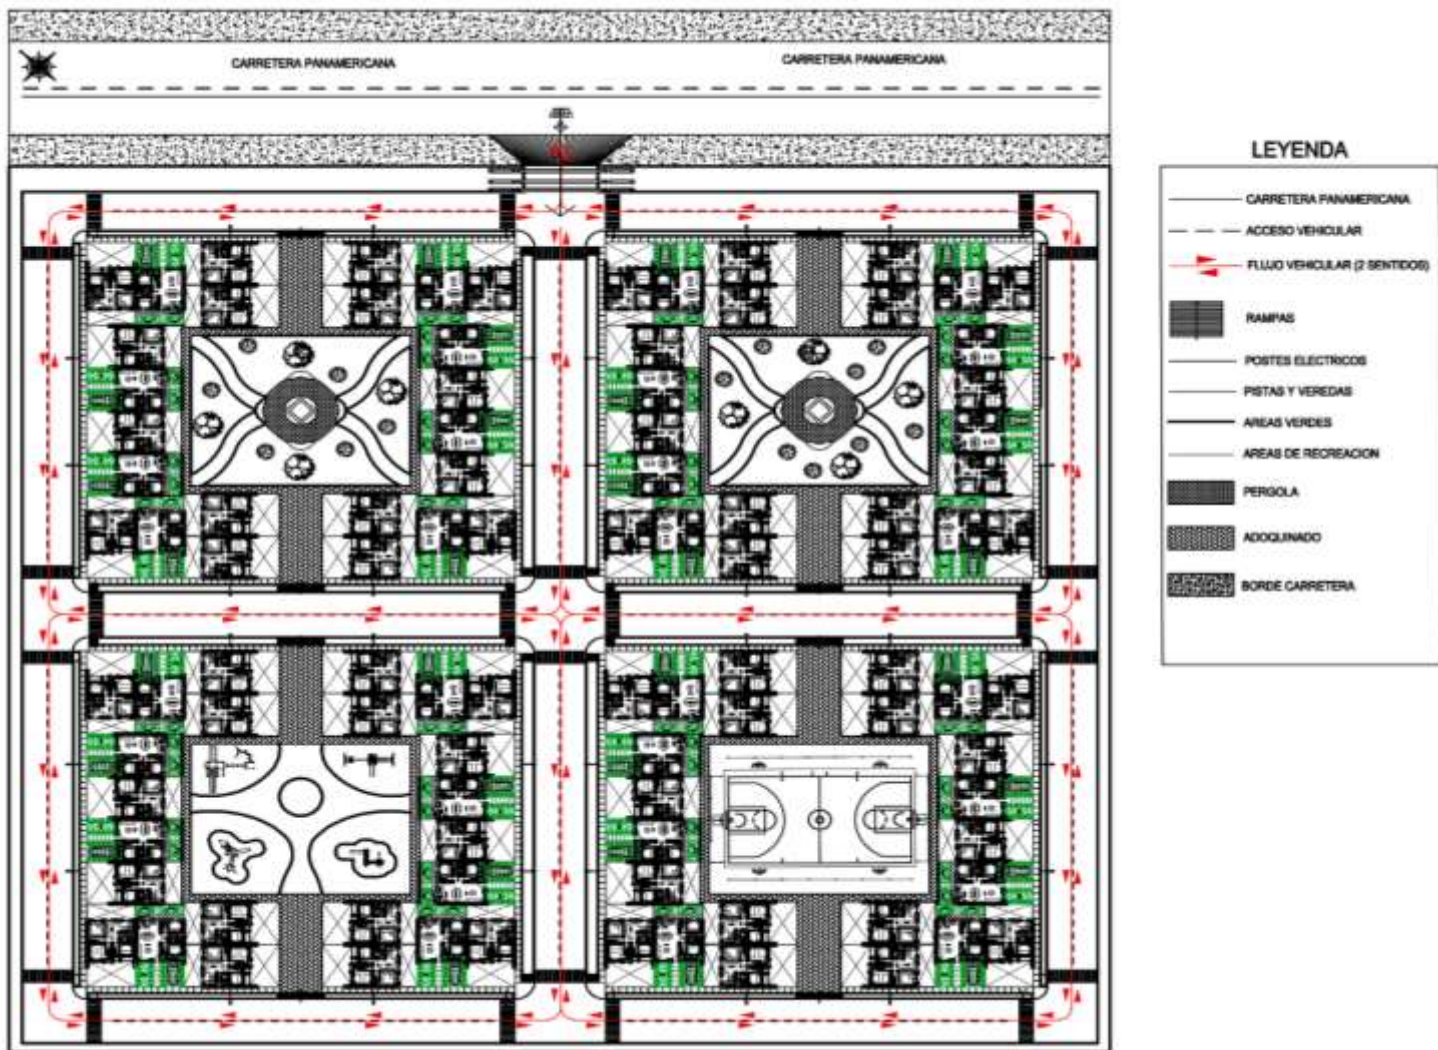 CARRETERA PANAMERICANA
CARRETERA PANAMERICANA
LEYENDA
CARRETERA PANAMERICANA
ACCESO VEHICULAR
FLUJO VEHICULAR (2 SENTIDOS)
RAMPAS
POSTES ELECTRICOS
PISTAS Y VEREDAS
AREAS VERDES
AREAS DE RECREACION
PERGOLA
ADOQUINADO
BORDE CARRETERA